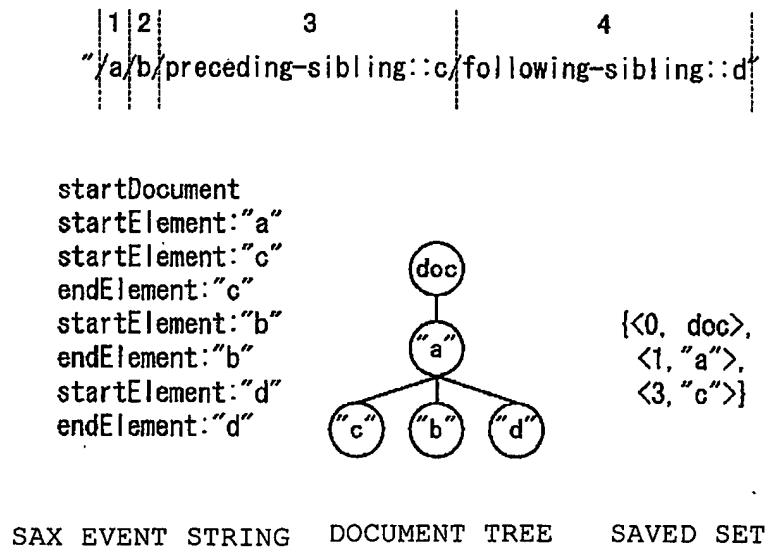 1 2 3 4
"/a/b/preceding-sibling::c/following-sibling::d"
startDocument
startElement:"a"
startElement:"c"
endElement:"c"
startElement:"b"
endElement:"b"
startElement:"d"
endElement:"d"
doc
"a"
"c" "b" "d"
{<0, doc>,
<1,"a">,
<3,"c">}
SAX EVENT STRING DOCUMENT TREE SAVED SET